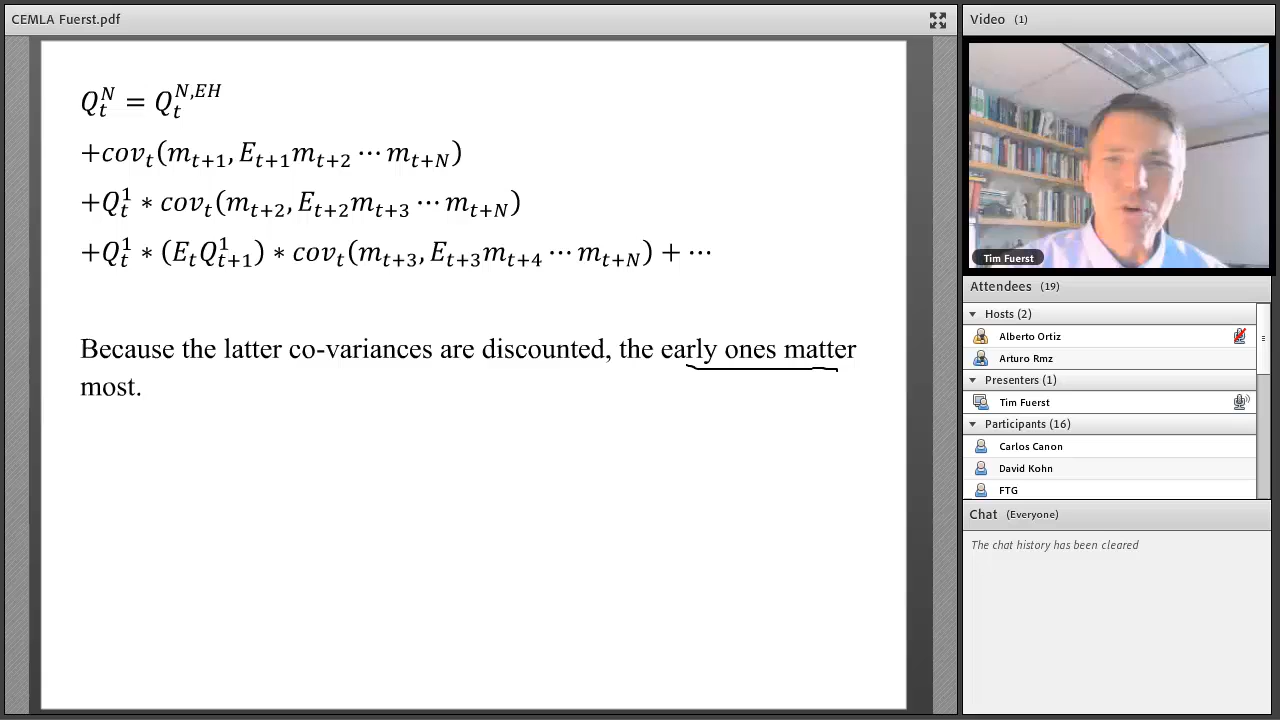 CEMLA Fuerst.pdf
Q_t^N = Q_t^{N,EH}
+cov_t(m_{t+1}, E_{t+1}m_{t+2} ⋯ m_{t+N})
+Q_t^1 ∗ cov_t(m_{t+2}, E_{t+2}m_{t+3} ⋯ m_{t+N})
+Q_t^1 ∗ (E_tQ_{t+1}^1) ∗ cov_t(m_{t+3}, E_{t+3}m_{t+4} ⋯ m_{t+N}) + ⋯
Because the latter co-variances are discounted, the early ones matter
most.
Video (1)
Tim Fuerst
Attendees (19)
Hosts (2)
Alberto Ortiz
Arturo Rmz
Presenters (1)
Tim Fuerst
Participants (16)
Carlos Canon
David Kohn
FTG
Chat (Everyone)
The chat history has been cleared